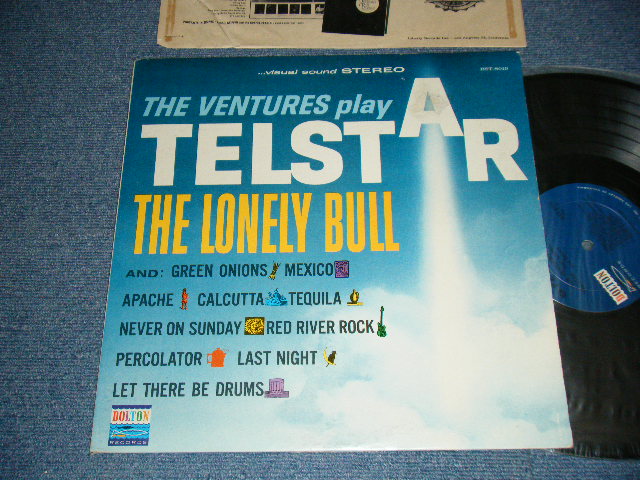 ...visual sound STEREO
BST-8019
THE VENTURES play
TELSTAR
THE LONELY BULL
AND: GREEN ONIONS MEXICO
APACHE CALCUTTA TEQUILA
NEVER ON SUNDAY RED RIVER ROCK
PERCOLATOR LAST NIGHT
LET THERE BE DRUMS
DOLTON
RECORDS
DOLTON